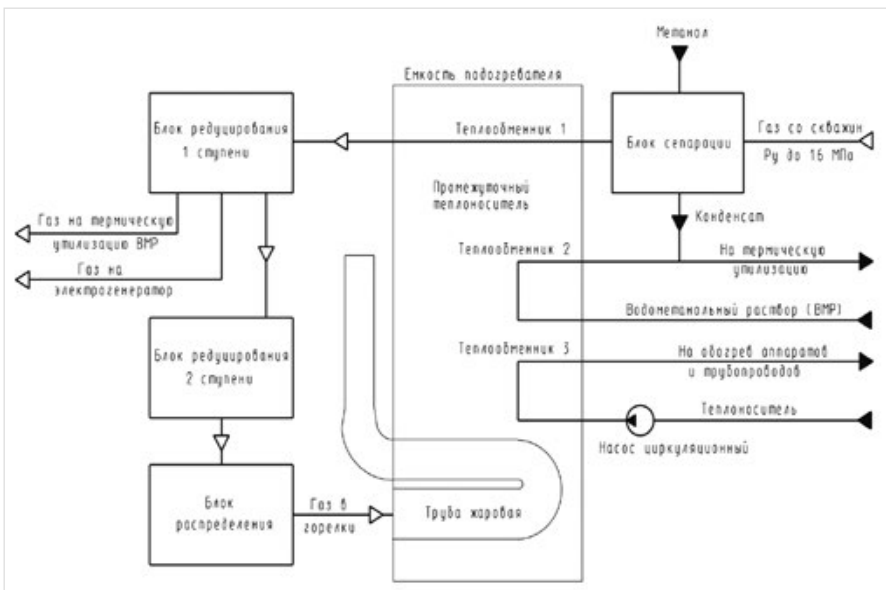 Метанол
Емкость подогревателя
Блок редуцирования
1 ступени
Теплообменник 1
Блок сепарации
Газ со скважин
Ру до 16 МПа
Промежуточный
теплоноситель
Конденсат
Газ на термическую
утилизацию ВМР
Газ на
электрогенератор
Теплообменник 2
На термическую
утилизацию
Водометанольный раствор (ВМР)
Блок редуцирования
2 ступени
Теплообменник 3
На обогрев аппаратов
и трубопроводов
Теплоноситель
Насос циркуляционный
Блок
распределения
Газ в
горелки
Труба жаровая